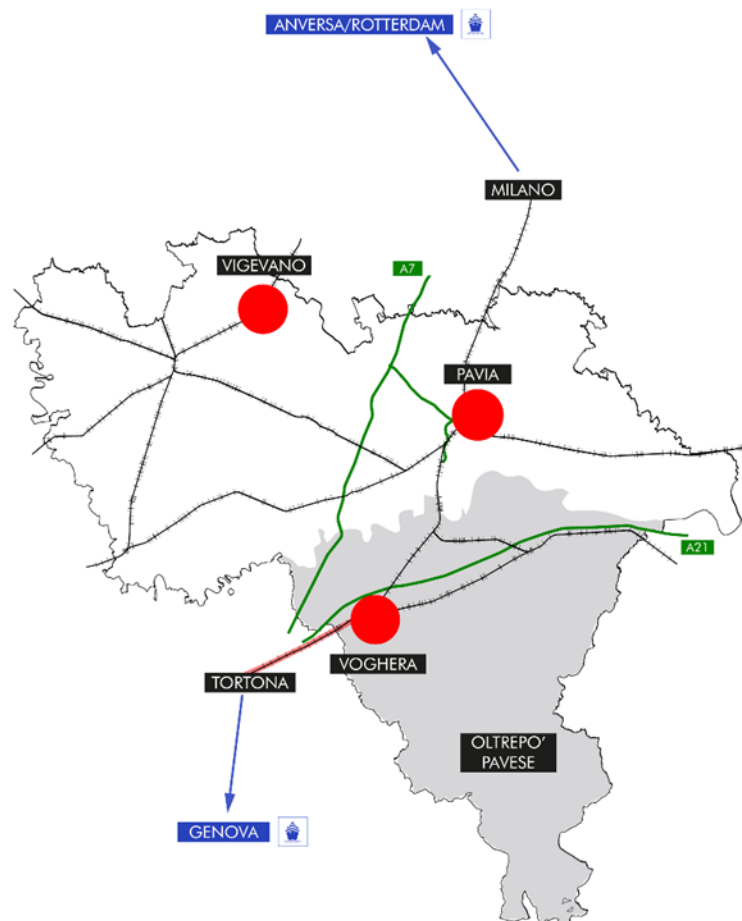 ANVERSA/ROTTERDAM
MILANO
VIGEVANO
A7
PAVIA
A21
VOGHERA
TORTONA
OLTREPO'
PAVESE
GENOVA